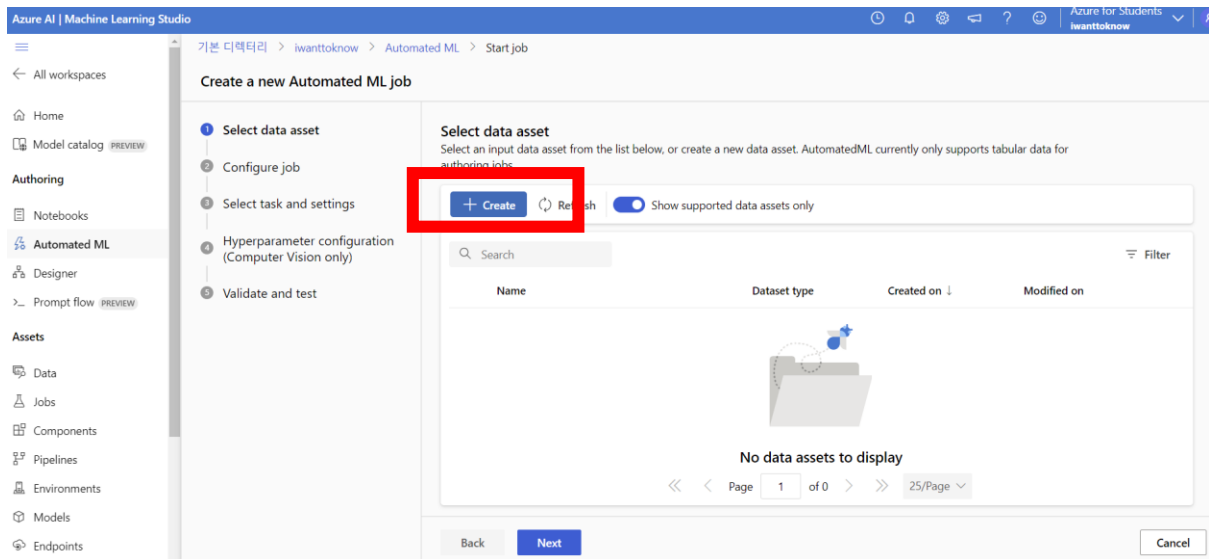 Azure AI | Machine Learning Studio
Azure for Students
iwanttoknow
All workspaces
Home
Model catalog PREVIEW
Authoring
Notebooks
Automated ML
Designer
Prompt flow PREVIEW
Assets
Data
Jobs
Components
Pipelines
Environments
Models
Endpoints
기본 디렉터리 > iwanttoknow > Automated ML > Start job
Create a new Automated ML job
1 Select data asset
2 Configure job
3 Select task and settings
4 Hyperparameter configuration
(Computer Vision only)
5 Validate and test
Select data asset
Select an input data asset from the list below, or create a new data asset. AutomatedML currently only supports tabular data for
authoring jobs.
+ Create
Show supported data assets only
Search
Filter
Name Dataset type Created on ↓ Modified on
No data assets to display
Page 1 of 0 25/Page
Back Next Cancel